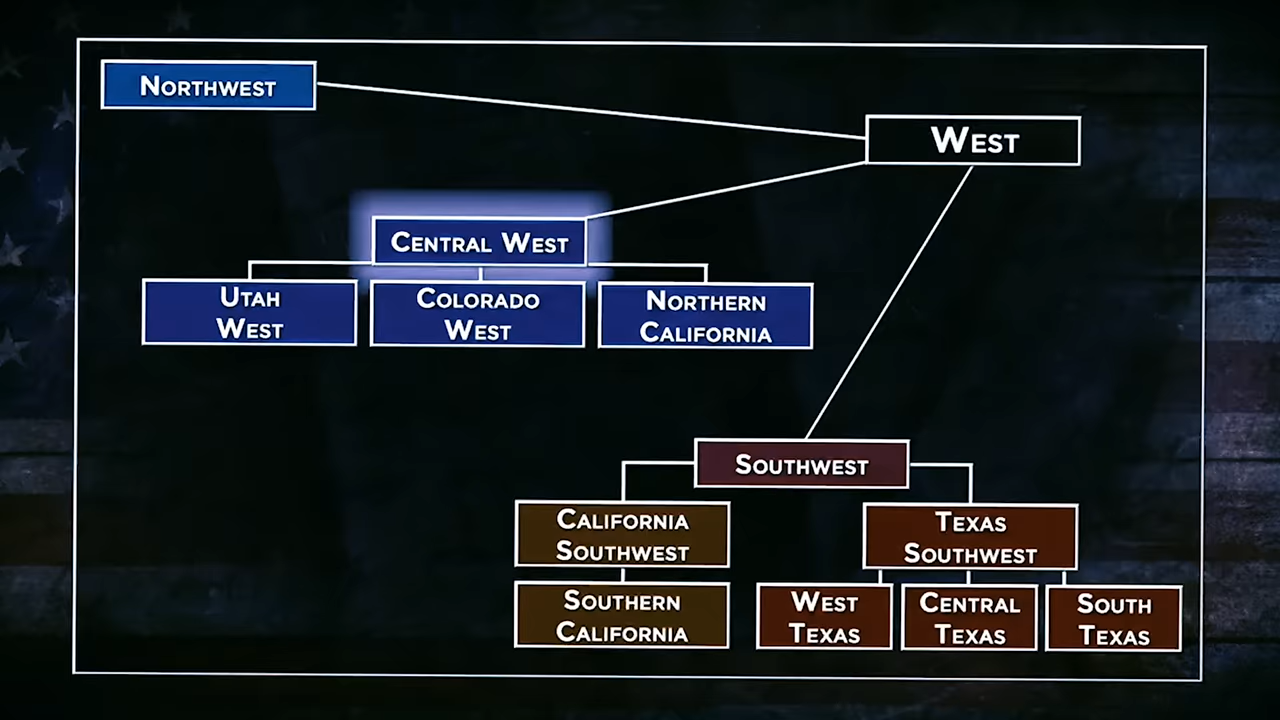 Northwest
West
Central West
Utah
West
Colorado
West
Northern
California
Southwest
California
Southwest
Texas
Southwest
Southern
California
West
Texas
Central
Texas
South
Texas